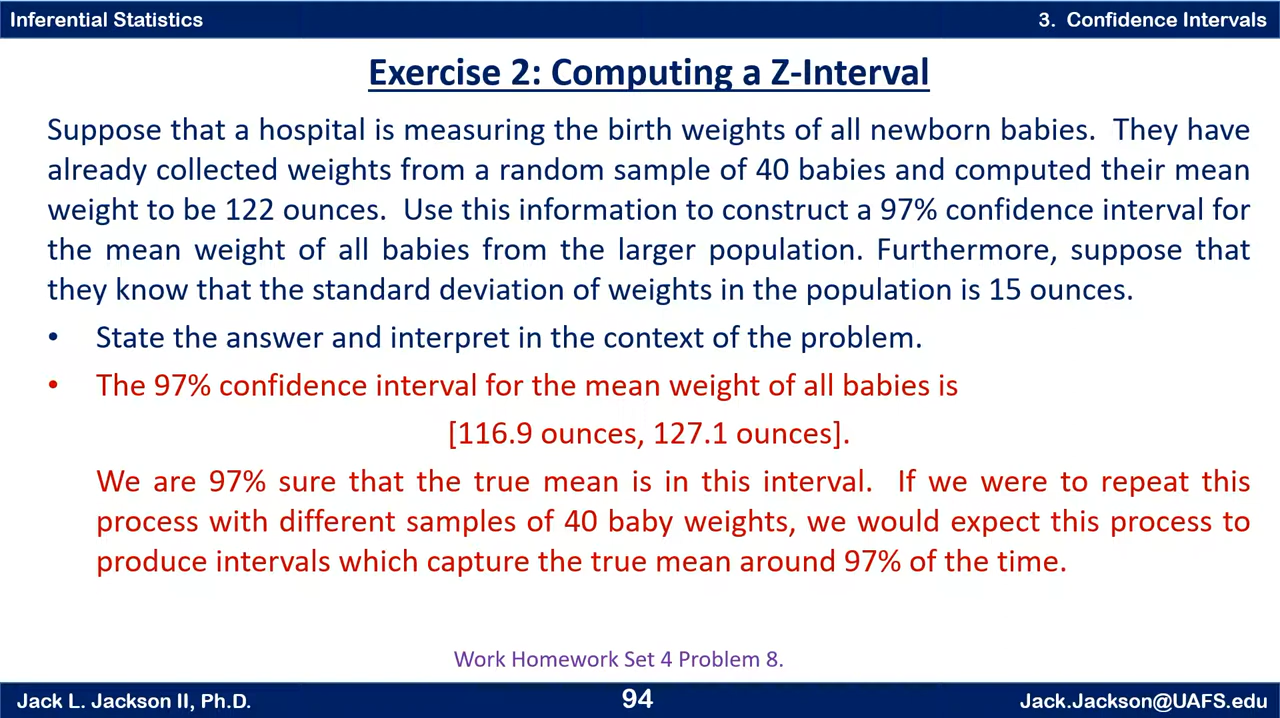 Inferential Statistics
3. Confidence Intervals
Exercise 2: Computing a Z-Interval
Suppose that a hospital is measuring the birth weights of all newborn babies. They have
already collected weights from a random sample of 40 babies and computed their mean
weight to be 122 ounces. Use this information to construct a 97% confidence interval for
the mean weight of all babies from the larger population. Furthermore, suppose that
they know that the standard deviation of weights in the population is 15 ounces.
• State the answer and interpret in the context of the problem.
• The 97% confidence interval for the mean weight of all babies is
[116.9 ounces, 127.1 ounces].
We are 97% sure that the true mean is in this interval. If we were to repeat this
process with different samples of 40 baby weights, we would expect this process to
produce intervals which capture the true mean around 97% of the time.
Work Homework Set 4 Problem 8.
Jack L. Jackson II, Ph.D.
94
Jack.Jackson@UAFS.edu